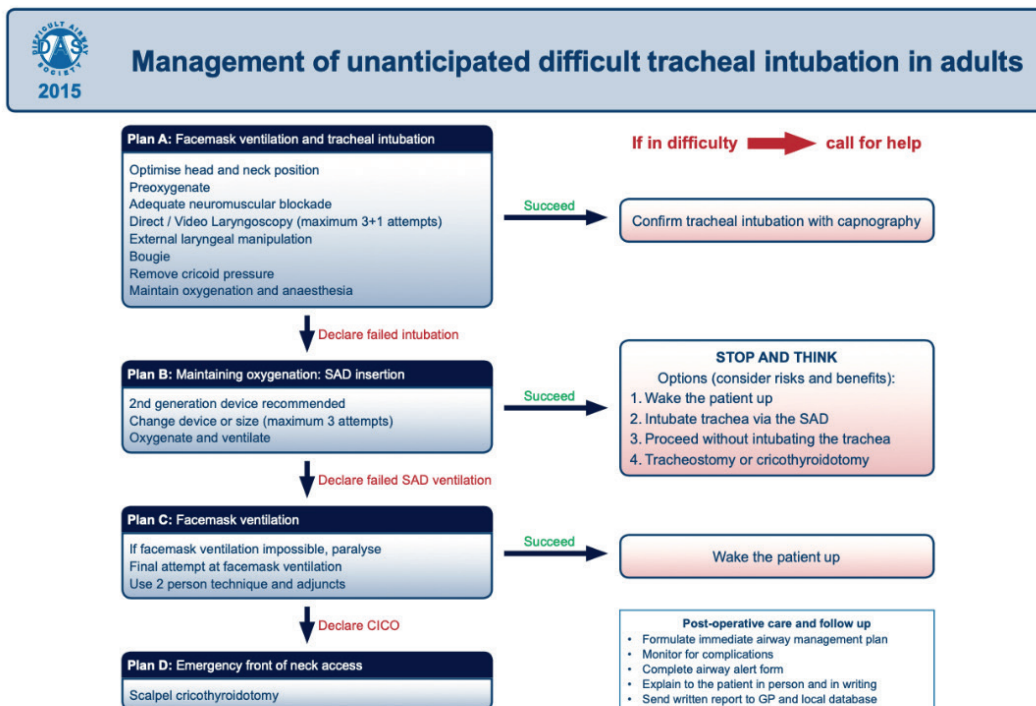 DIFFICULT AIRWAY
DAS
SOCIETY
2015
Management of unanticipated difficult tracheal intubation in adults
Plan A: Facemask ventilation and tracheal intubation
Optimise head and neck position
Preoxygenate
Adequate neuromuscular blockade
Direct / Video Laryngoscopy (maximum 3+1 attempts)
External laryngeal manipulation
Bougie
Remove cricoid pressure
Maintain oxygenation and anaesthesia
If in difficulty call for help
Succeed
Confirm tracheal intubation with capnography
Declare failed intubation
Plan B: Maintaining oxygenation: SAD insertion
2nd generation device recommended
Change device or size (maximum 3 attempts)
Oxygenate and ventilate
Succeed
STOP AND THINK
Options (consider risks and benefits):
1. Wake the patient up
2. Intubate trachea via the SAD
3. Proceed without intubating the trachea
4. Tracheostomy or cricothyroidotomy
Declare failed SAD ventilation
Plan C: Facemask ventilation
If facemask ventilation impossible, paralyse
Final attempt at facemask ventilation
Use 2 person technique and adjuncts
Succeed
Wake the patient up
Declare CICO
Plan D: Emergency front of neck access
Scalpel cricothyroidotomy
Post-operative care and follow up
• Formulate immediate airway management plan
• Monitor for complications
• Complete airway alert form
• Explain to the patient in person and in writing
• Send written report to GP and local database